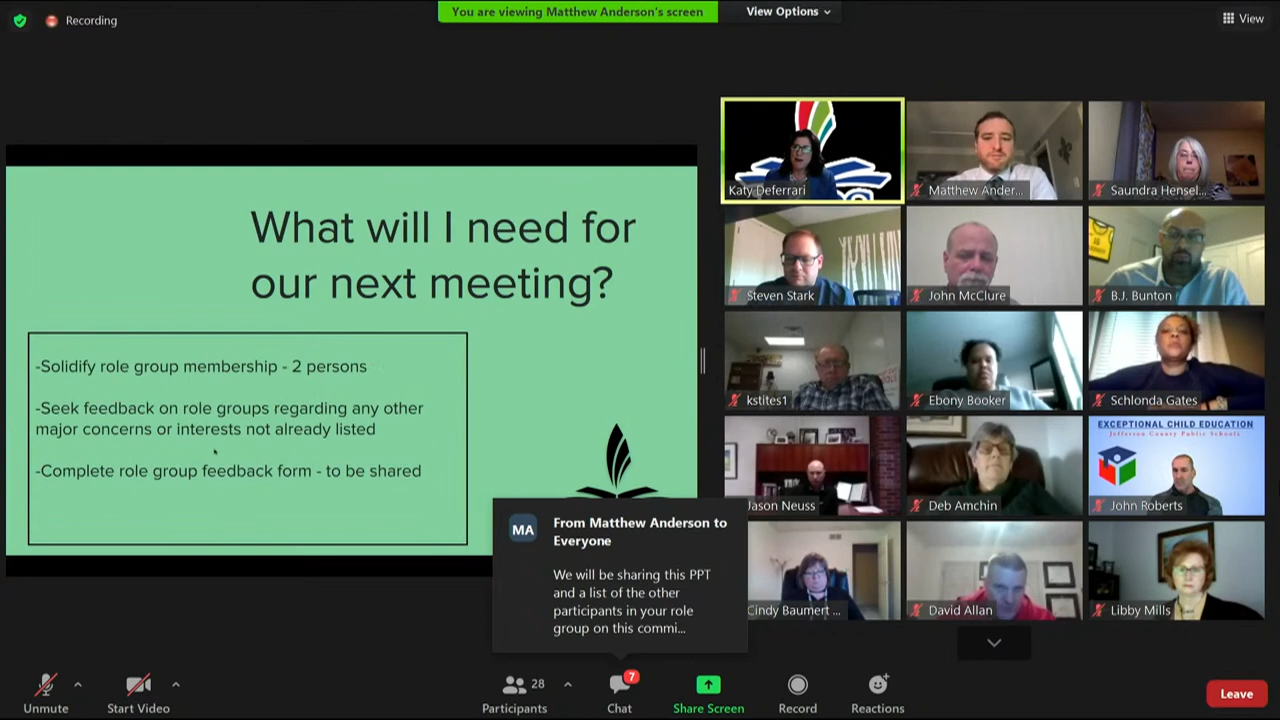 Recording
You are viewing Matthew Anderson's screen
View Options
View
What will I need for
our next meeting?
-Solidify role group membership - 2 persons
-Seek feedback on role groups regarding any other
major concerns or interests not already listed
-Complete role group feedback form - to be shared
MA
From Matthew Anderson to
Everyone
We will be sharing this PPT
and a list of the other
participants in your role
group on this commi...
Katy Deferrari
Matthew Ander...
Saundra Hensel...
Steven Stark
John McClure
B.J. Bunton
kstites1
Ebony Booker
Schlonda Gates
Jason Neuss
Deb Amchin
EXCEPTIONAL CHILD EDUCATION
Jefferson County Public Schools
John Roberts
Cindy Baumert ...
David Allan
Libby Mills
Unmute
Start Video
Participants
28
Chat
7
Share Screen
Record
Reactions
Leave